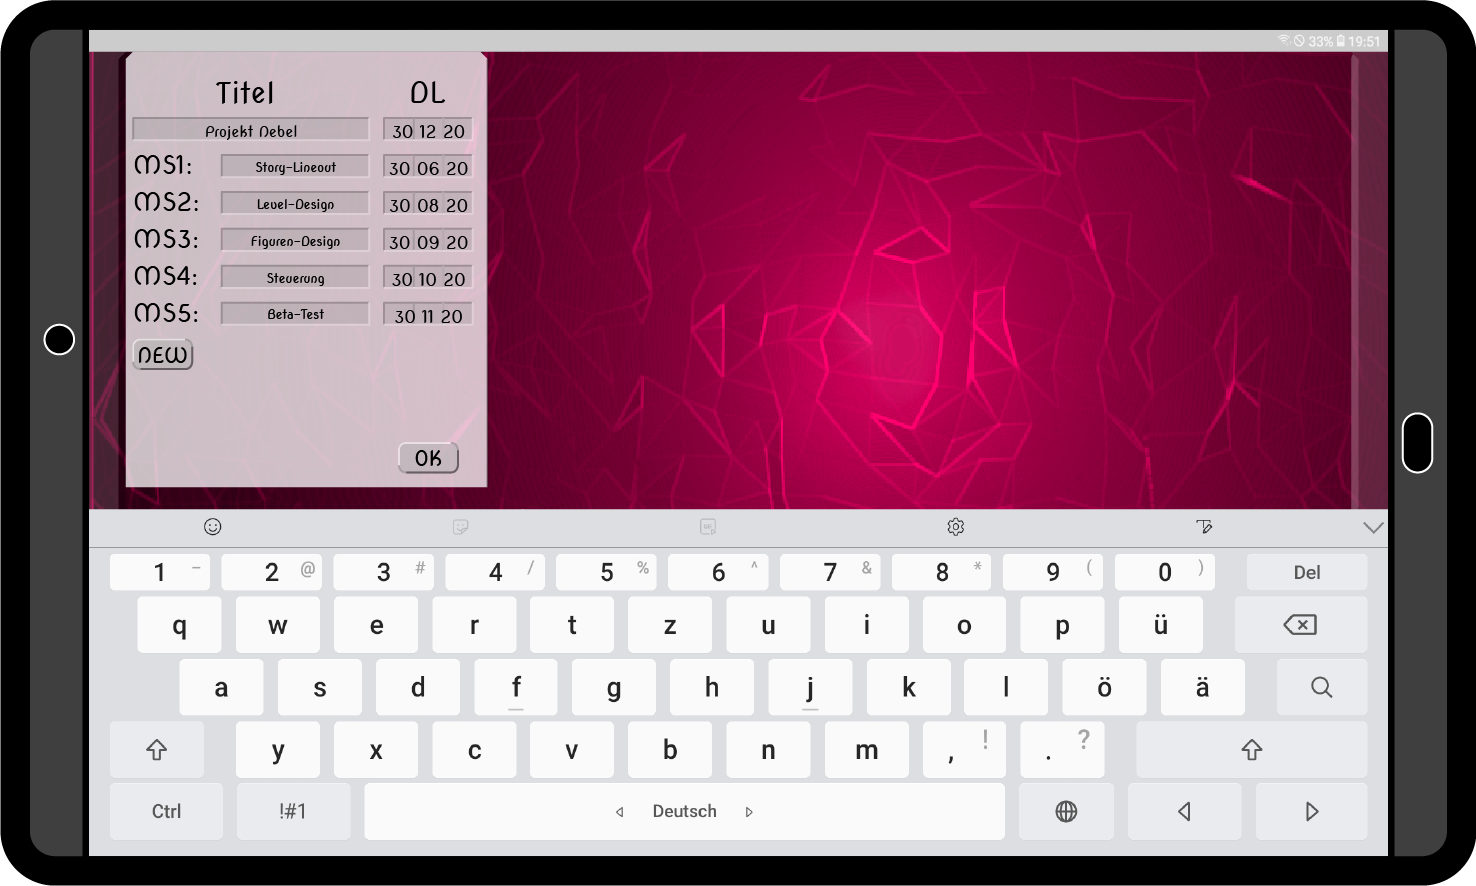 33% 19:51
Titel DL
Projekt Nebel 30 12 20
MS1: Story-Lineout 30 06 20
MS2: Level-Design 30 08 20
MS3: Figuren-Design 30 09 20
MS4: Steuerung 30 10 20
MS5: Beta-Test 30 11 20
NEW
OK
1 - 2 @ 3 # 4 / 5 % 6 ^ 7 & 8 * 9 ( 0 ) Del
q w e r t z u i o p ü
a s d f g h j k l ö ä
y x c v b n m , ! . ?
Ctrl !#1 Deutsch